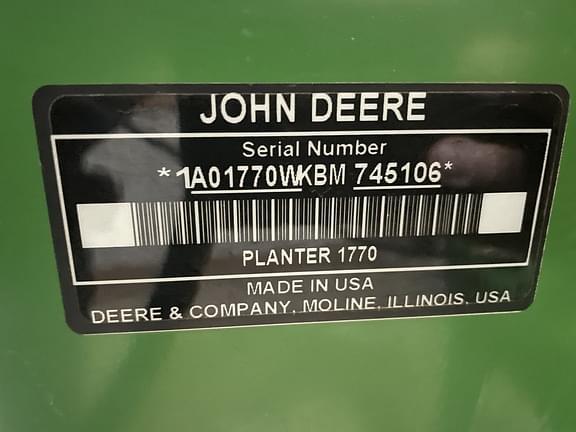 JOHN DEERE
Serial Number
*1A01770WKBM 745106*
PLANTER 1770
MADE IN USA
DEERE & COMPANY, MOLINE, ILLINOIS, USA